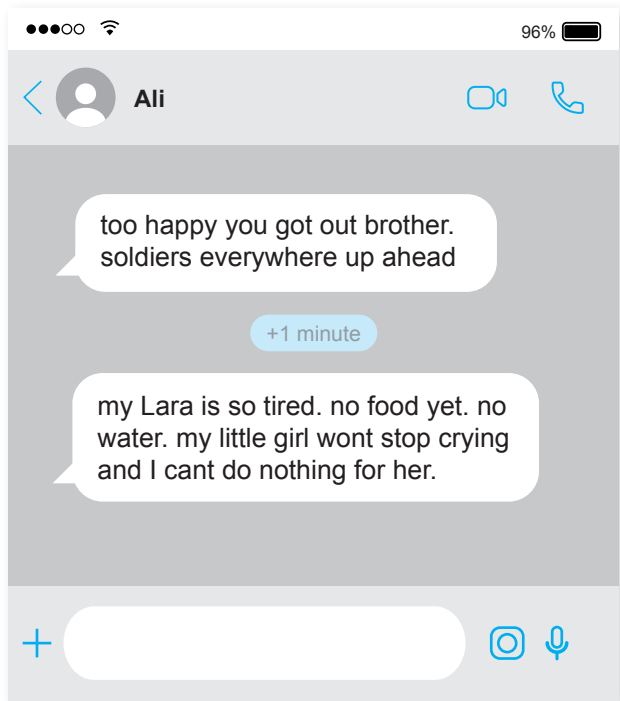 96%
Ali
too happy you got out brother.
soldiers everywhere up ahead
+1 minute
my Lara is so tired. no food yet. no
water. my little girl wont stop crying
and I cant do nothing for her.